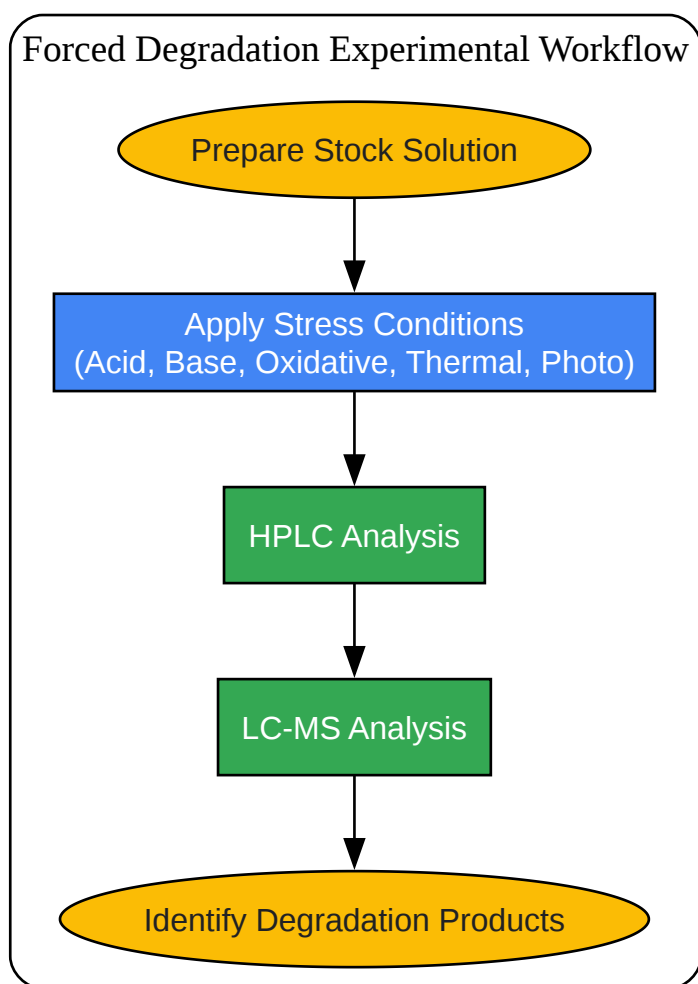 Forced Degradation Experimental Workflow
Prepare Stock Solution
Apply Stress Conditions
(Acid, Base, Oxidative, Thermal, Photo)
HPLC Analysis
LC-MS Analysis
Identify Degradation Products